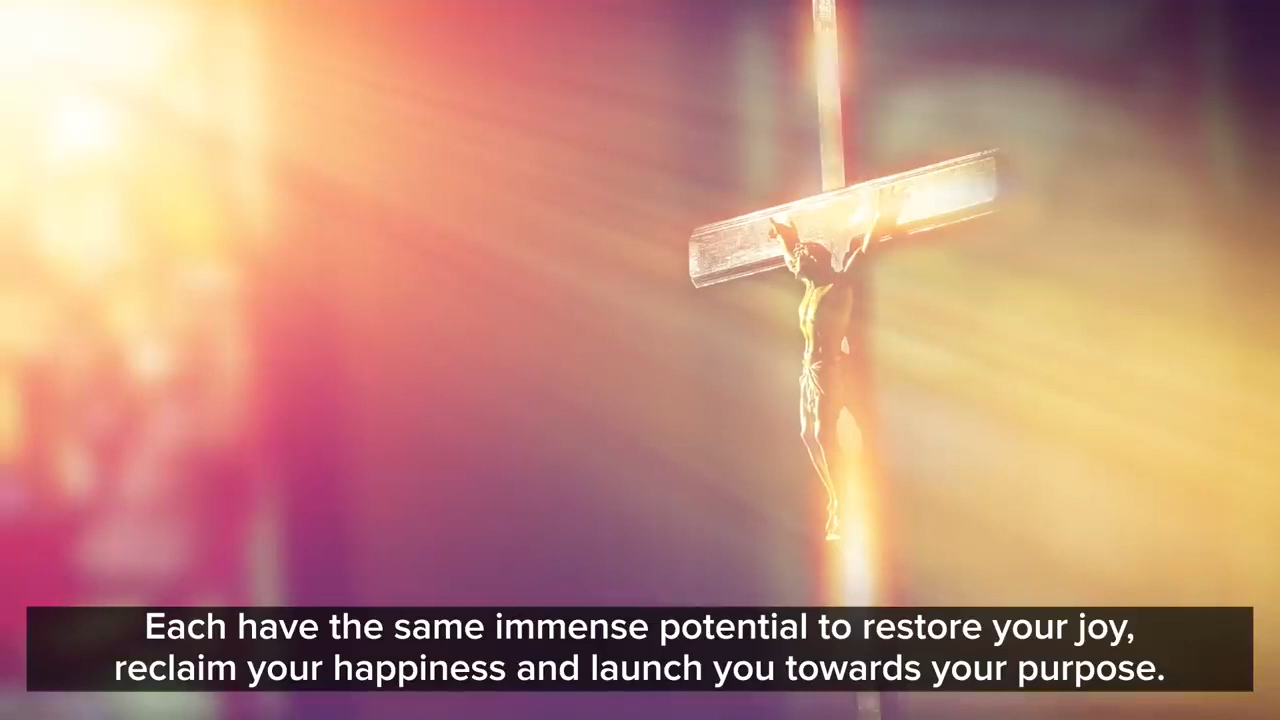 Each have the same immense potential to restore your joy,
reclaim your happiness and launch you towards your purpose.